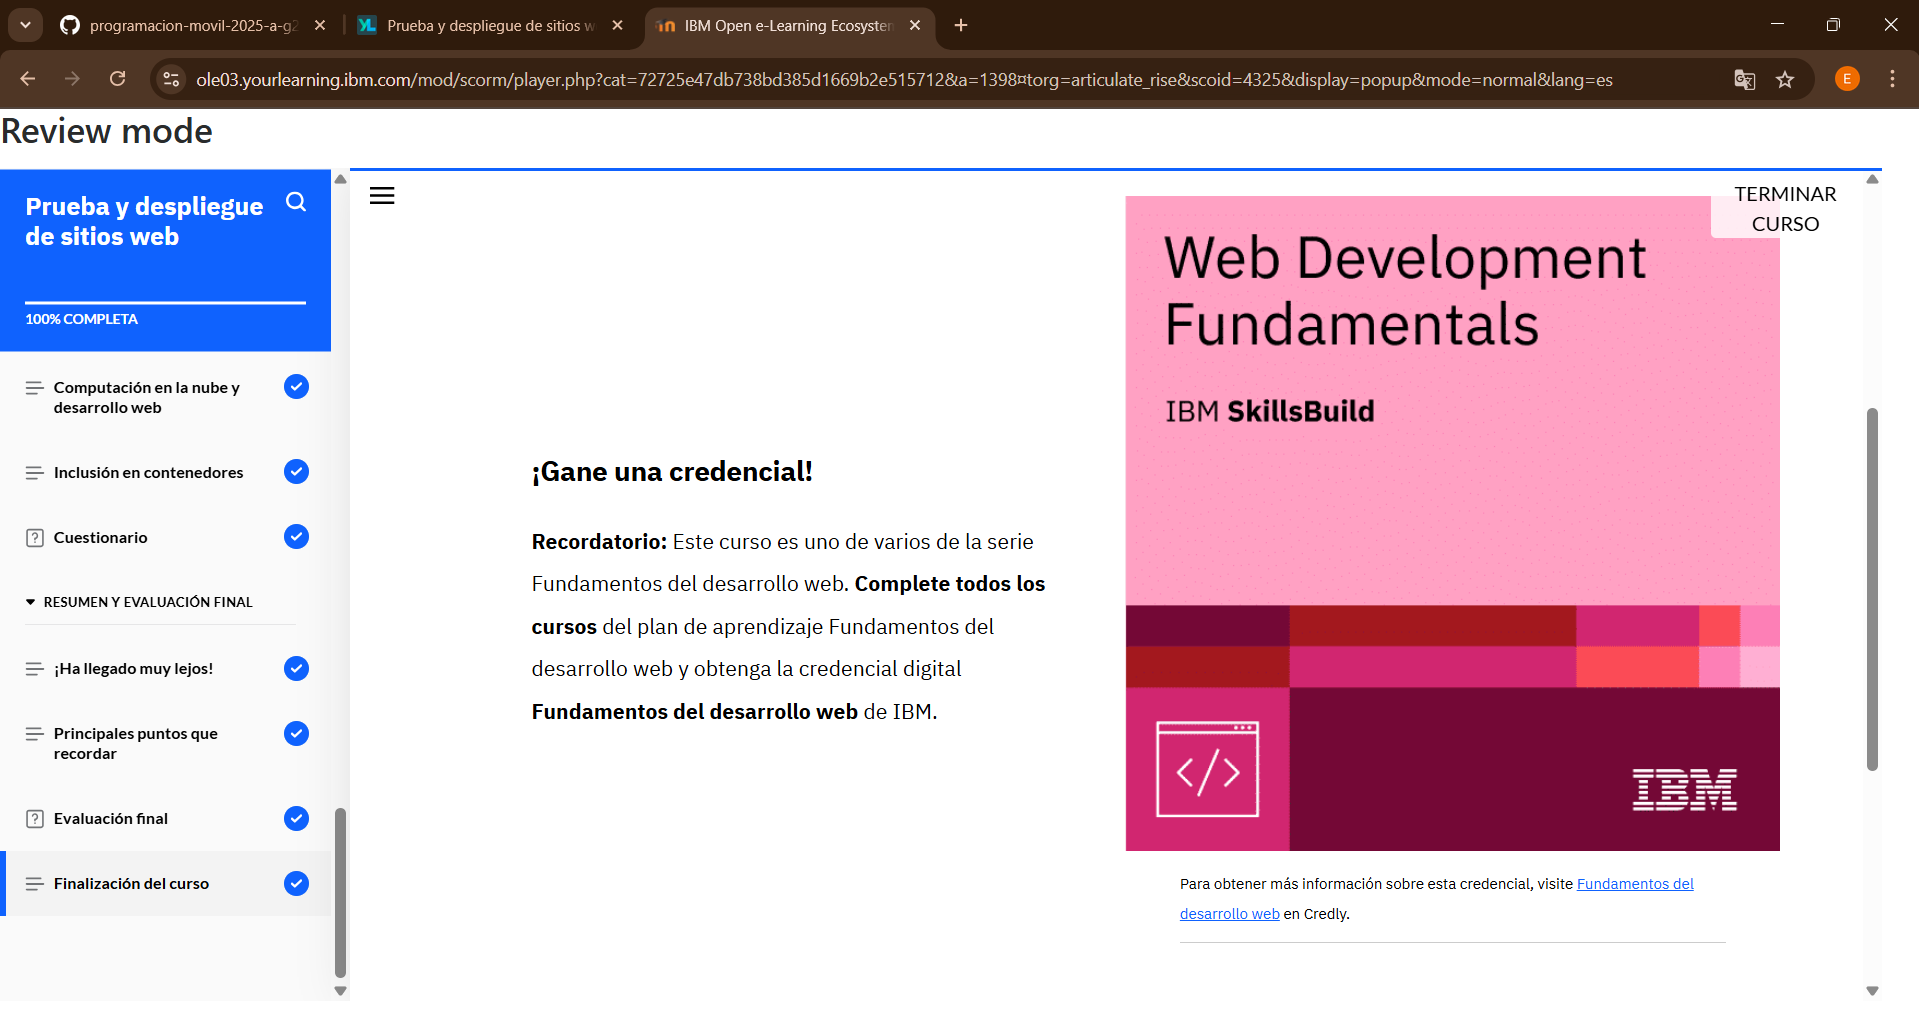 programacion-movil-2025-a-g2
Prueba y despliegue de sitios w
IBM Open e-Learning Ecosystem
ole03.yourlearning.ibm.com/mod/scorm/player.php?cat=72725e47db738bd385d1669b2e515712&a=1398¤torg=articulate_rise&scoid=4325&display=popup&mode=normal&lang=es
E
Review mode
Prueba y despliegue
de sitios web
100% COMPLETA
Computación en la nube y
desarrollo web
Inclusión en contenedores
Cuestionario
RESUMEN Y EVALUACIÓN FINAL
¡Ha llegado muy lejos!
Principales puntos que
recordar
Evaluación final
Finalización del curso
TERMINAR
CURSO
¡Gane una credencial!
Recordatorio: Este curso es uno de varios de la serie
Fundamentos del desarrollo web. Complete todos los
cursos del plan de aprendizaje Fundamentos del
desarrollo web y obtenga la credencial digital
Fundamentos del desarrollo web de IBM.
Web Development
Fundamentals
IBM SkillsBuild
</>
IBM
Para obtener más información sobre esta credencial, visite Fundamentos del
desarrollo web en Credly.